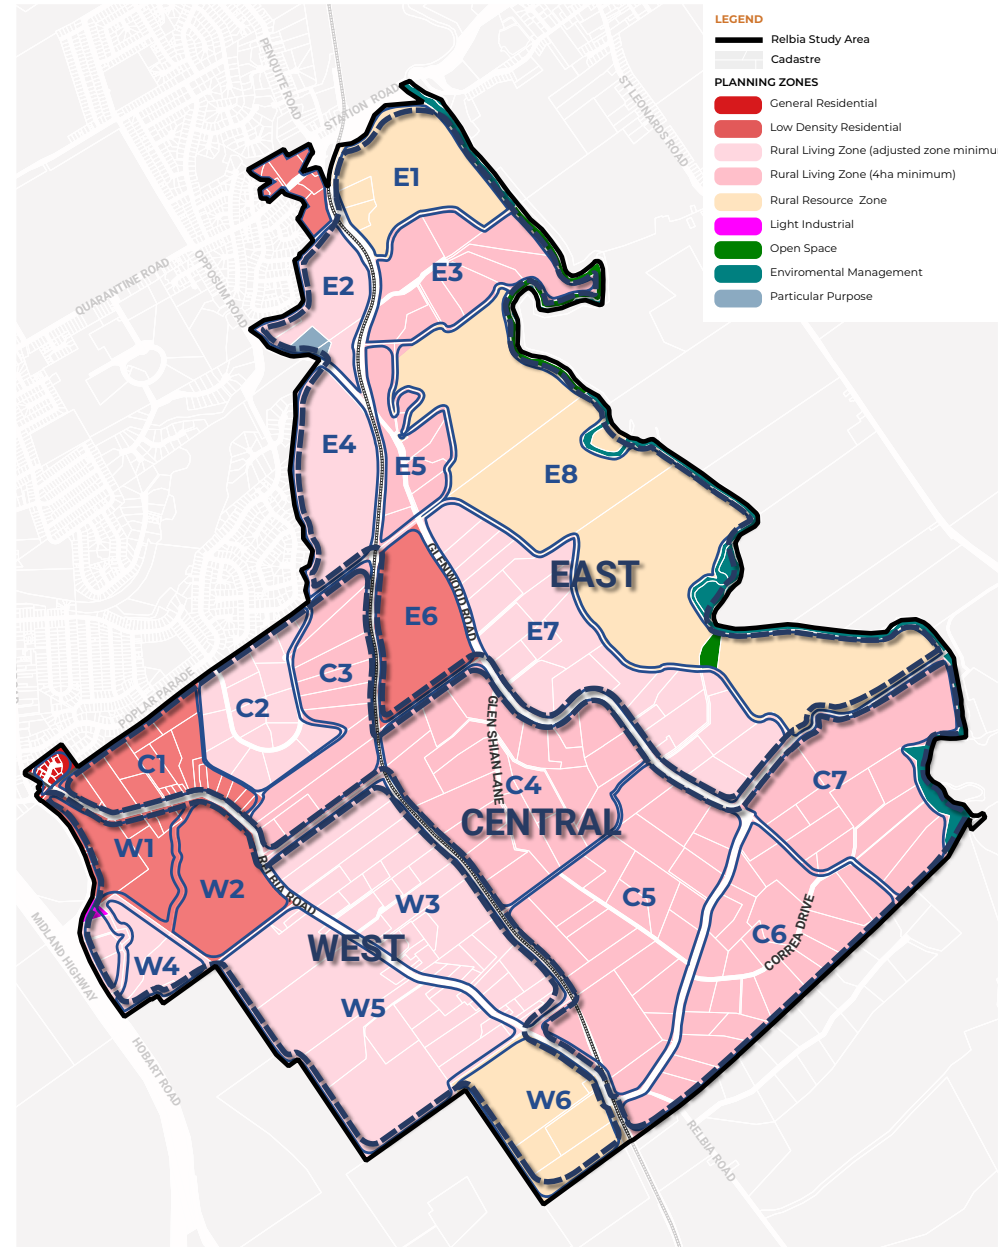 LEGEND
Relbia Study Area
Cadastre
PLANNING ZONES
General Residential
Low Density Residential
Rural Living Zone (adjusted zone minimu
Rural Living Zone (4ha minimum)
Rural Resource Zone
Light Industrial
Open Space
Enviromental Management
Particular Purpose
PENQUITE ROAD
STATION ROAD
ST LEONARDS ROAD
QUARANTINE ROAD
OPPOSUM ROAD
E1
E2
E3
E4
E5
E8
EAST
GLENWOOD ROAD
E6
E7
POPLAR PARADE
C3
C2
C1
GLEN SHIAN LANE
C4
CENTRAL
C7
W1
W2
RELBIA ROAD
W3
C5
C6
CORREA DRIVE
WEST
W4
W5
MIDLAND HIGHWAY
HOBART ROAD
W6
RELBIA ROAD